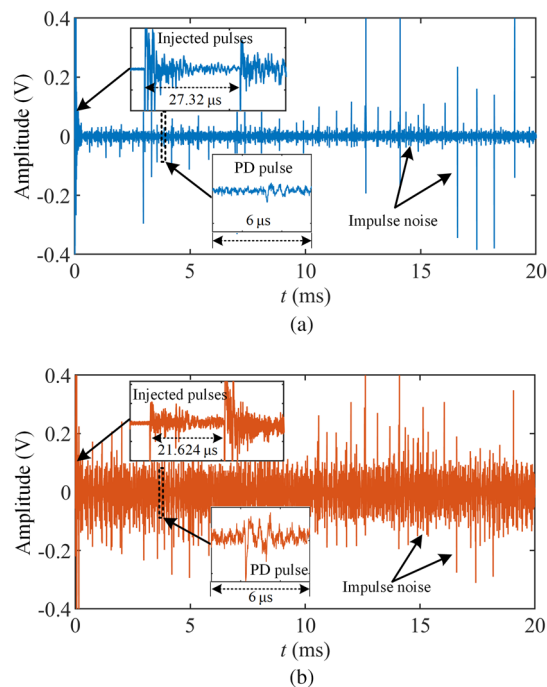 0.4
Injected pulses
27.32 μs
0.2
Amplitude (V)
0
PD pulse
-0.2
6 μs
Impulse noise
-0.4
0 5 10 15 20
t (ms)
(a)
0.4
Injected pulses
0.2
21.624 μs
Amplitude (V)
0
-0.2
PD pulse
Impulse noise
6 μs
-0.4
0 5 10 15 20
t (ms)
(b)